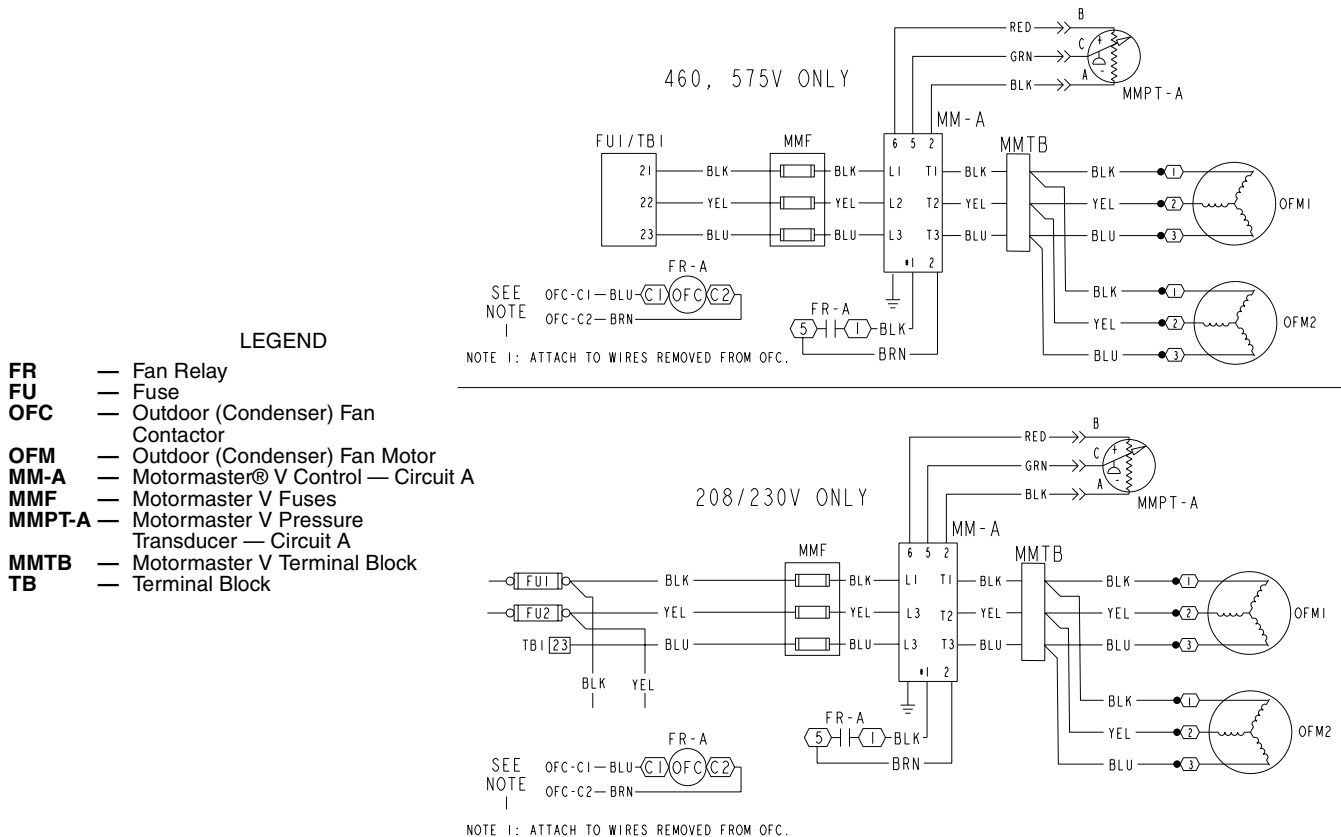 LEGEND
FR — Fan Relay
FU — Fuse
OFC — Outdoor (Condenser) Fan
Contactor
OFM — Outdoor (Condenser) Fan Motor
MM-A — Motormaster® V Control — Circuit A
MMF — Motormaster V Fuses
MMPT-A — Motormaster V Pressure
Transducer — Circuit A
MMTB — Motormaster V Terminal Block
TB — Terminal Block
460, 575V ONLY
RED B
GRN C + -
BLK A
MMPT-A
MM-A
FU1/TB1 MMF 6 5 2 MMTB
21 BLK BLK L1 T1 BLK BLK 1
22 YEL YEL L2 T2 YEL YEL 2 OFM1
23 BLU BLU L3 T3 BLU BLU 3
*1 2
FR-A
SEE NOTE 1
OFC-C1 BLU C1 OFC C2
OFC-C2 BRN
FR-A
5 1 BLK
BRN
BLK 1
YEL 2 OFM2
BLU 3
NOTE 1: ATTACH TO WIRES REMOVED FROM OFC.
208/230V ONLY
RED B
GRN C + -
BLK A
MMPT-A
MM-A
MMF 6 5 2 MMTB
FU1 BLK BLK L1 T1 BLK BLK 1
FU2 YEL YEL L3 T2 YEL YEL 2 OFM1
TB1 23 BLU BLU L3 T3 BLU BLU 3
*1 2
BLK YEL
FR-A
5 1 BLK
BRN
BLK 1
YEL 2 OFM2
BLU 3
FR-A
SEE NOTE 1
OFC-C1 BLU C1 OFC C2
OFC-C2 BRN
NOTE 1: ATTACH TO WIRES REMOVED FROM OFC.